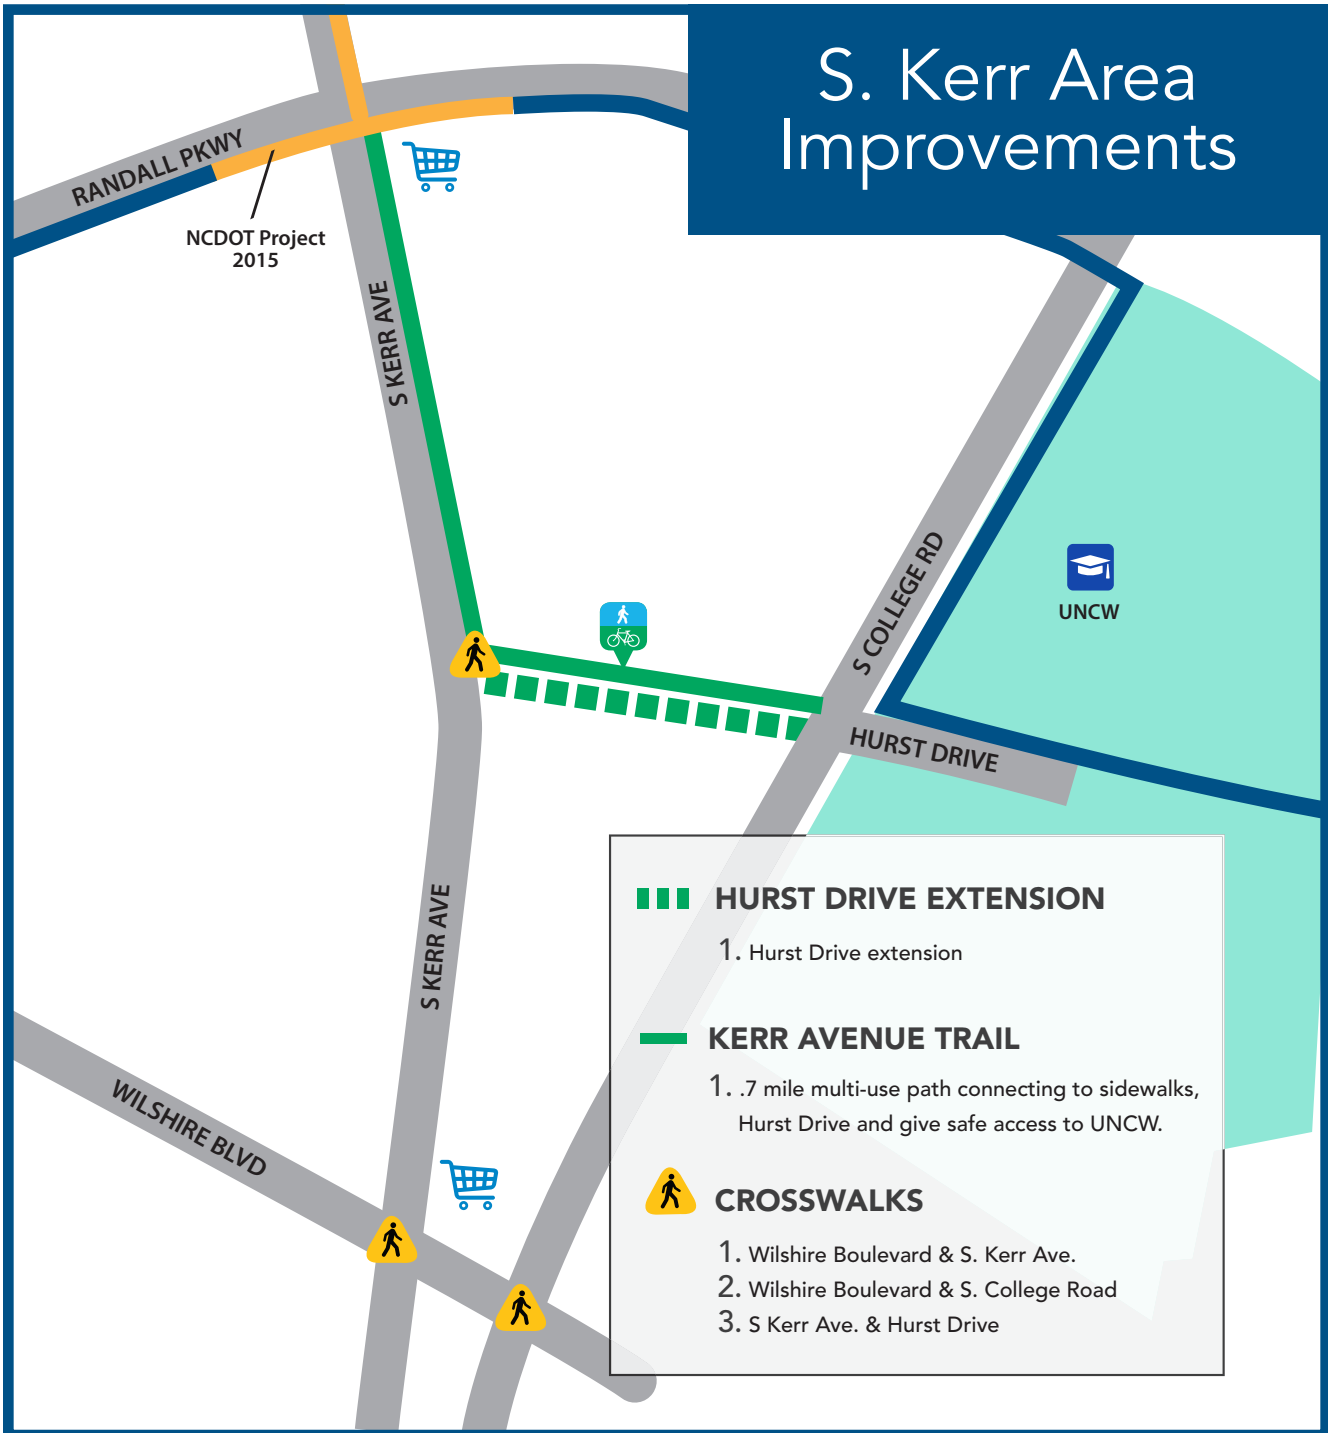 S. Kerr Area
Improvements
RANDALL PKWY
NCDOT Project
2015
S KERR AVE
S COLLEGE RD
UNCW
HURST DRIVE
S KERR AVE
WILSHIRE BLVD
HURST DRIVE EXTENSION
1. Hurst Drive extension
KERR AVENUE TRAIL
1. .7 mile multi-use path connecting to sidewalks,
Hurst Drive and give safe access to UNCW.
CROSSWALKS
1. Wilshire Boulevard & S. Kerr Ave.
2. Wilshire Boulevard & S. College Road
3. S Kerr Ave. & Hurst Drive